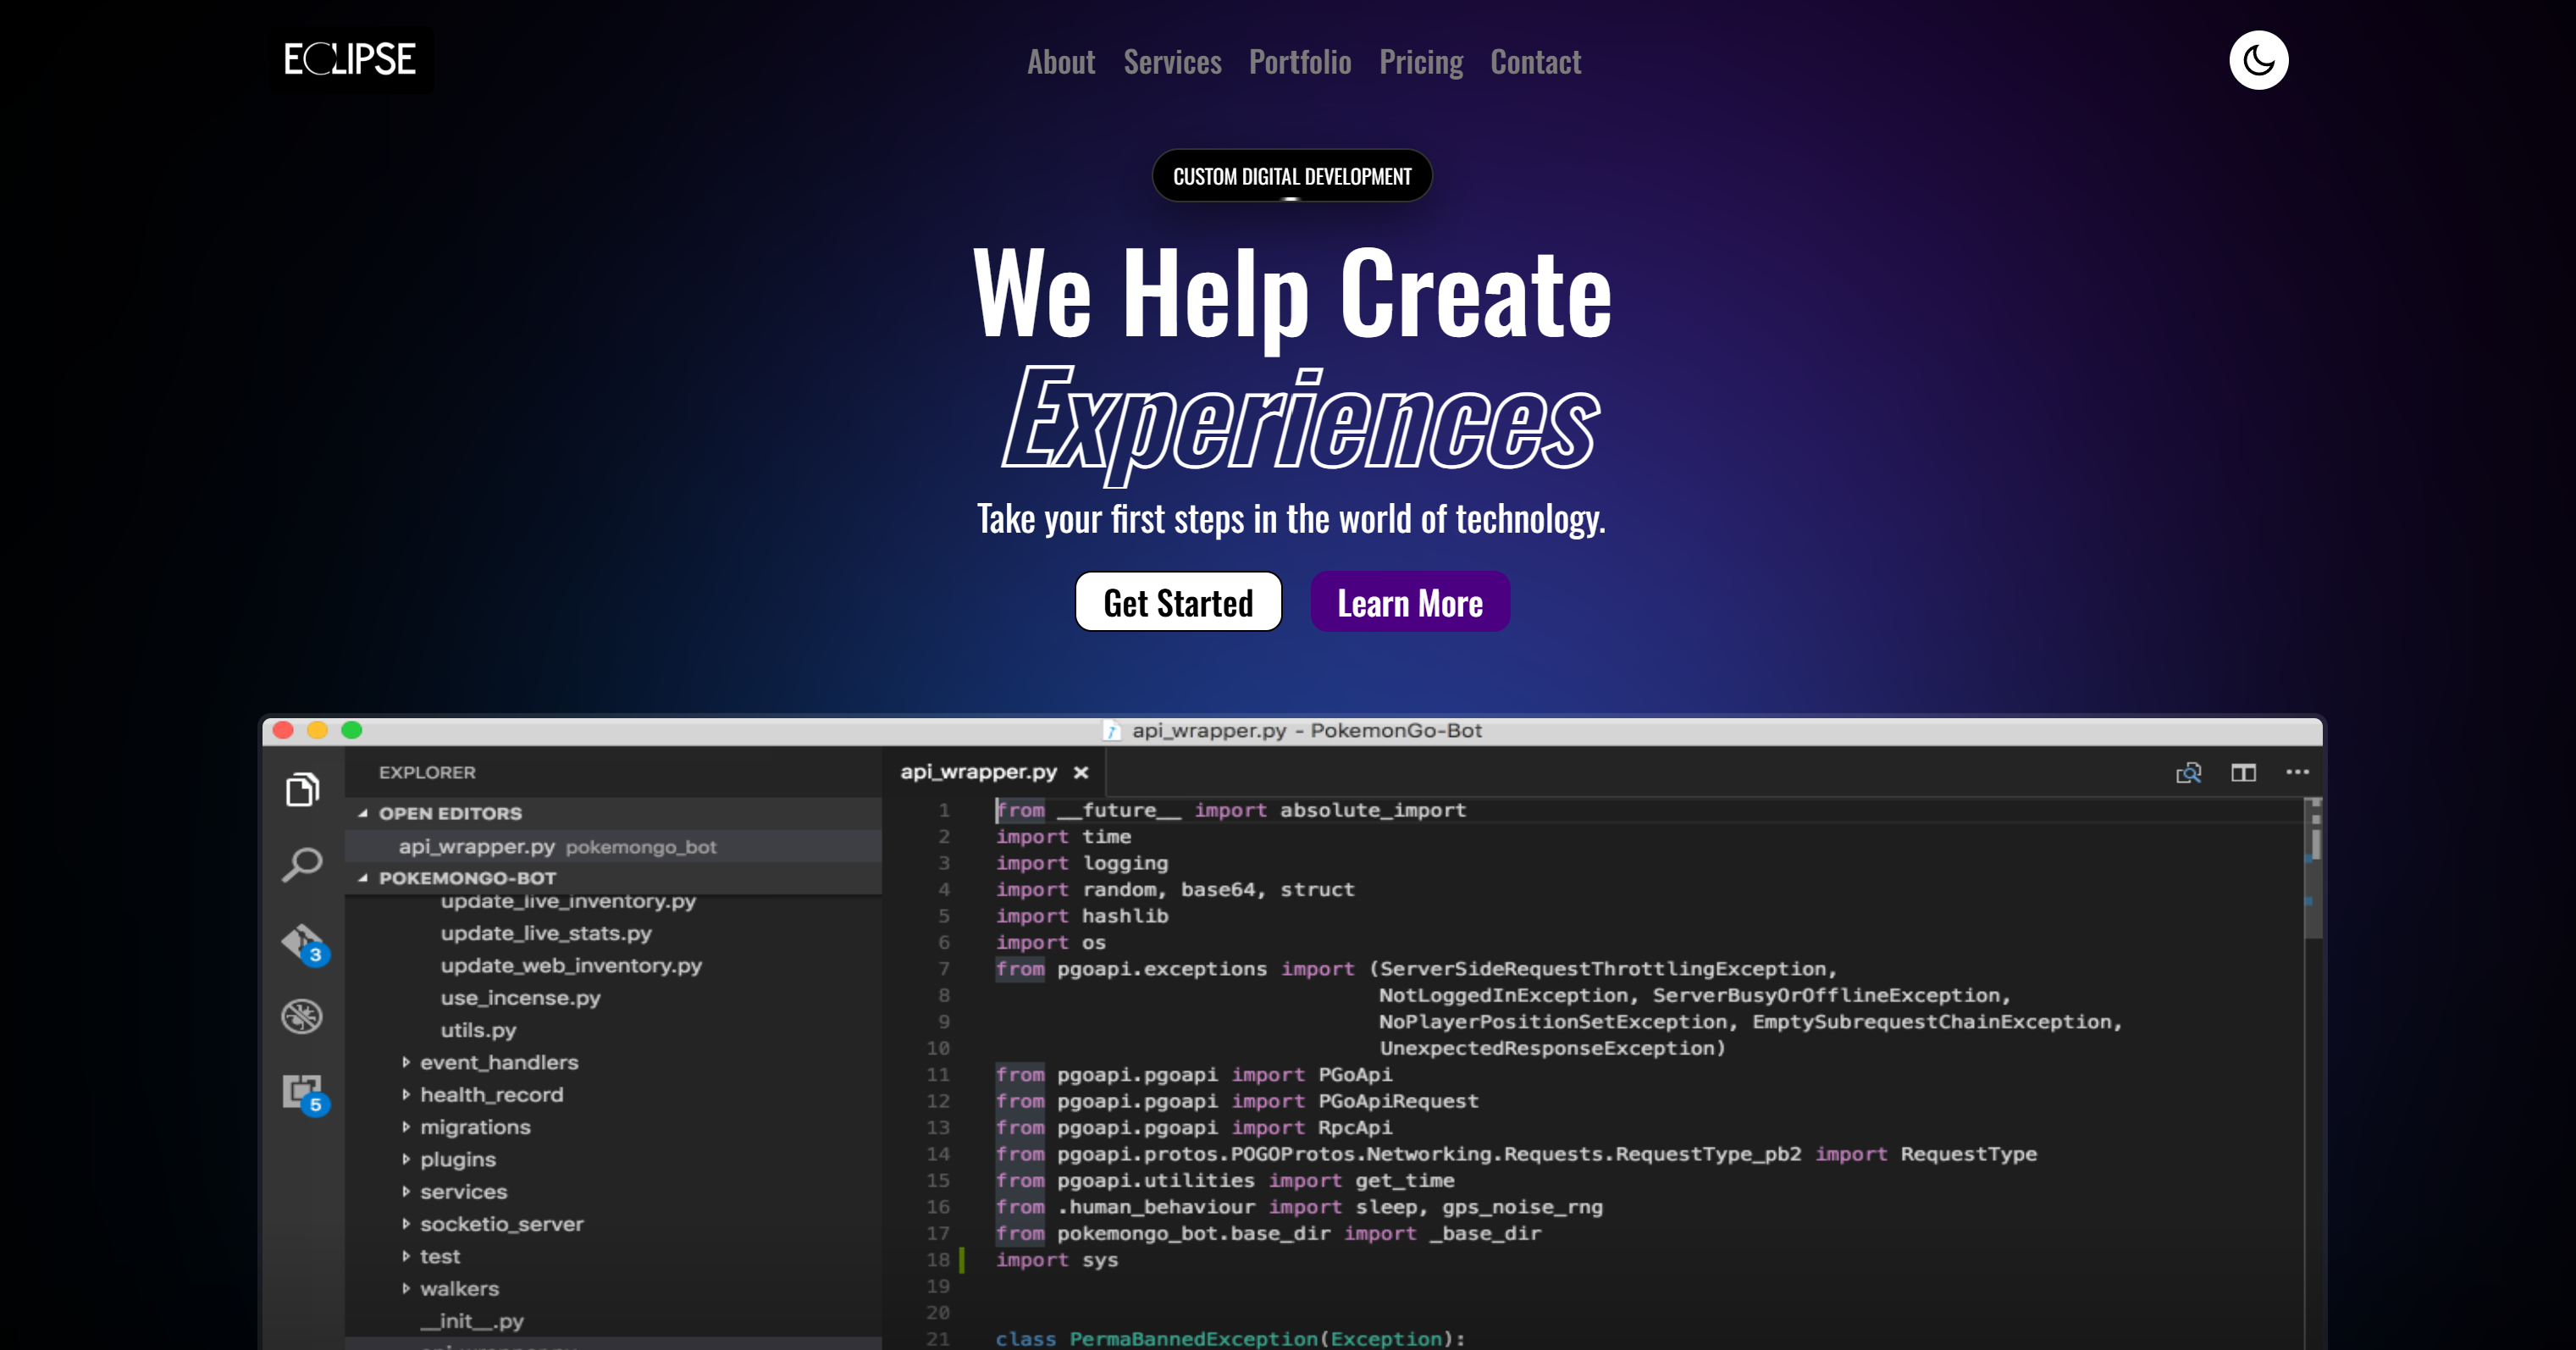 ECLIPSE
About Services Portfolio Pricing Contact
CUSTOM DIGITAL DEVELOPMENT
We Help Create
Experiences
Take your first steps in the world of technology.
Get Started Learn More
api_wrapper.py - PokemonGo-Bot
EXPLORER
OPEN EDITORS
api_wrapper.py pokemongo_bot
POKEMONGO-BOT
update_live_inventory.py
update_live_stats.py
update_web_inventory.py
use_incense.py
utils.py
event_handlers
health_record
migrations
plugins
services
socketio_server
test
walkers
__init__.py
3
5
api_wrapper.py
1 from __future__ import absolute_import
2 import time
3 import logging
4 import random, base64, struct
5 import hashlib
6 import os
7 from pgoapi.exceptions import (ServerSideRequestThrottlingException,
8 NotLoggedInException, ServerBusyOrOfflineException,
9 NoPlayerPositionSetException, EmptySubrequestChainException,
10 UnexpectedResponseException)
11 from pgoapi.pgoapi import PGoApi
12 from pgoapi.pgoapi import PGoApiRequest
13 from pgoapi.pgoapi import RpcApi
14 from pgoapi.protos.POGOProtos.Networking.Requests.RequestType_pb2 import RequestType
15 from pgoapi.utilities import get_time
16 from .human_behaviour import sleep, gps_noise_rng
17 from pokemongo_bot.base_dir import _base_dir
18 import sys
19
20
21 class PermaBannedException(Exception):